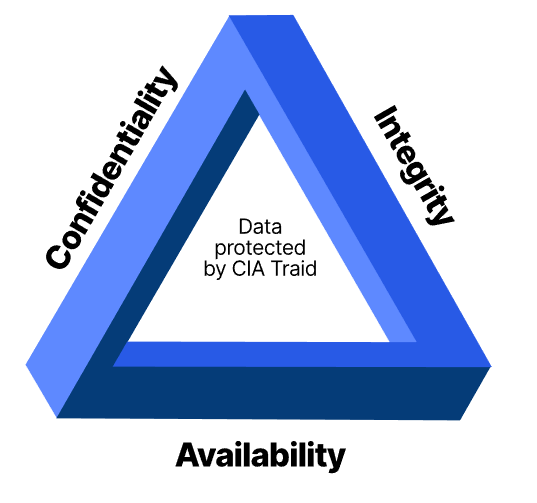 Confidentiality
Integrity
Data
protected
by CIA Traid
Availability